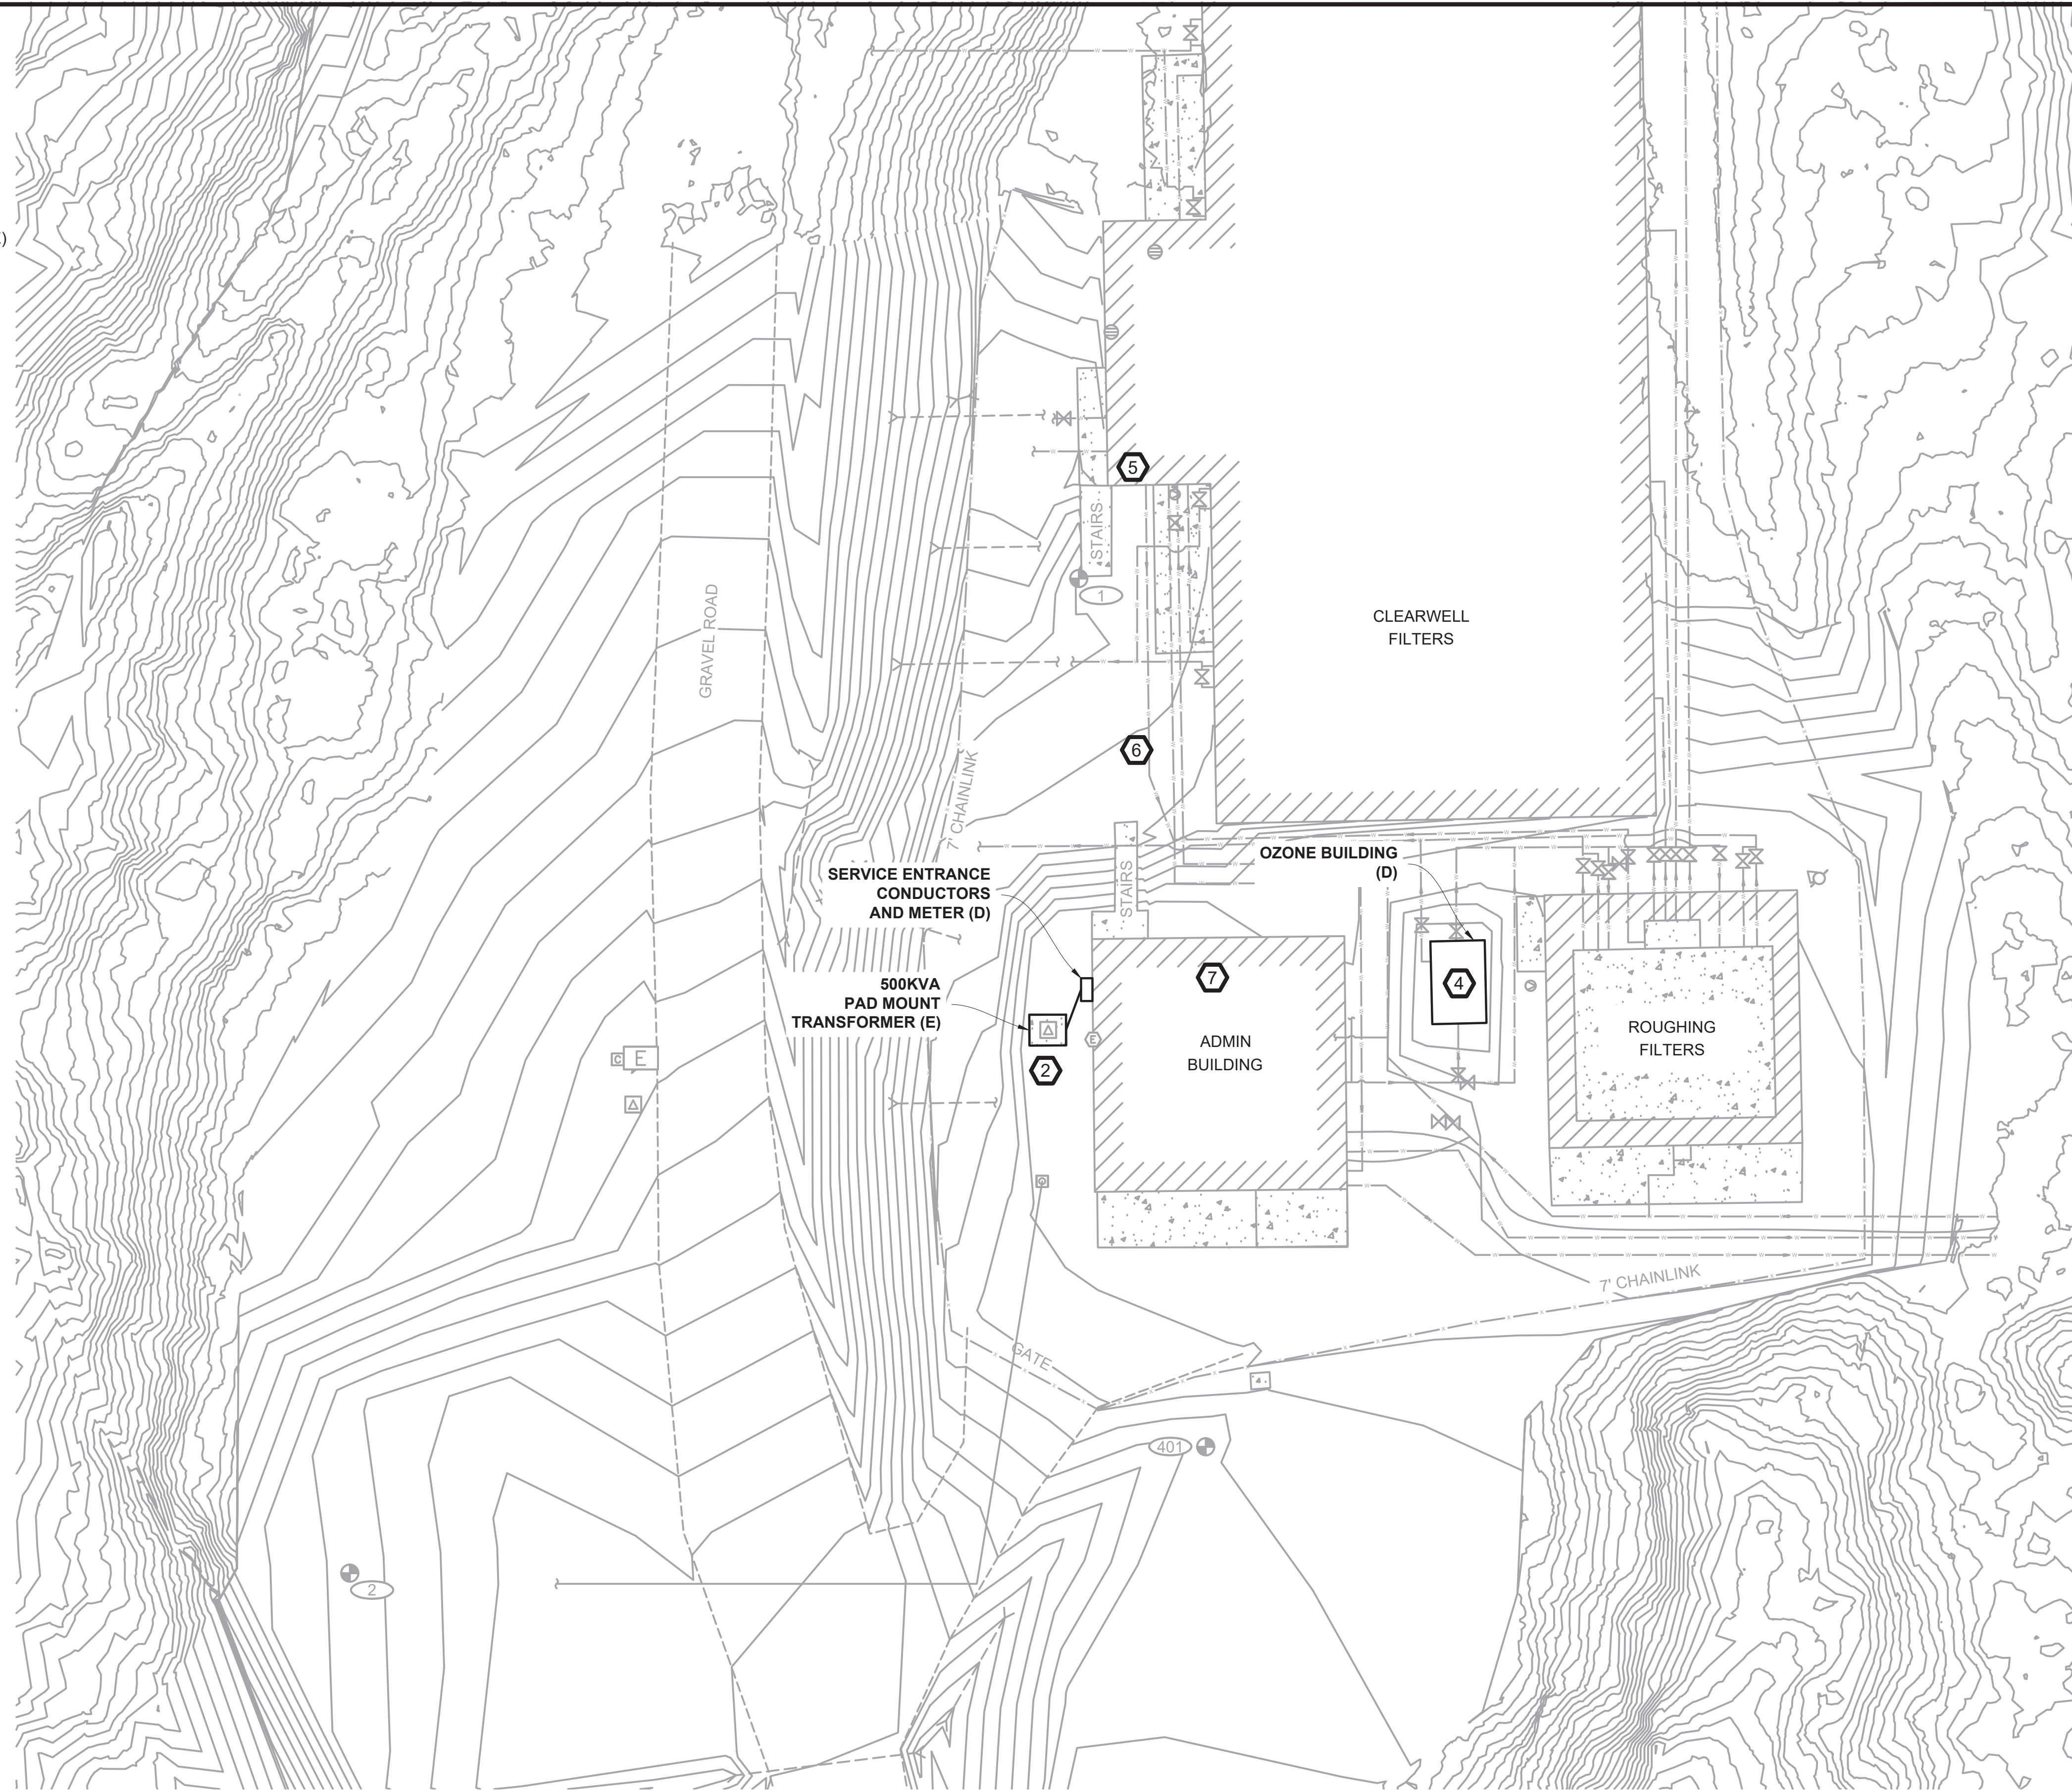 )
5
STAIRS
1
CLEARWELL
FILTERS
GRAVEL ROAD
6
7' CHAINLINK
OZONE BUILDING
(D)
SERVICE ENTRANCE
CONDUCTORS
AND METER (D)
STAIRS
500KVA
PAD MOUNT
TRANSFORMER (E)
7
4
E
2
ADMIN
BUILDING
ROUGHING
FILTERS
C
E
7' CHAINLINK
GATE
401
2